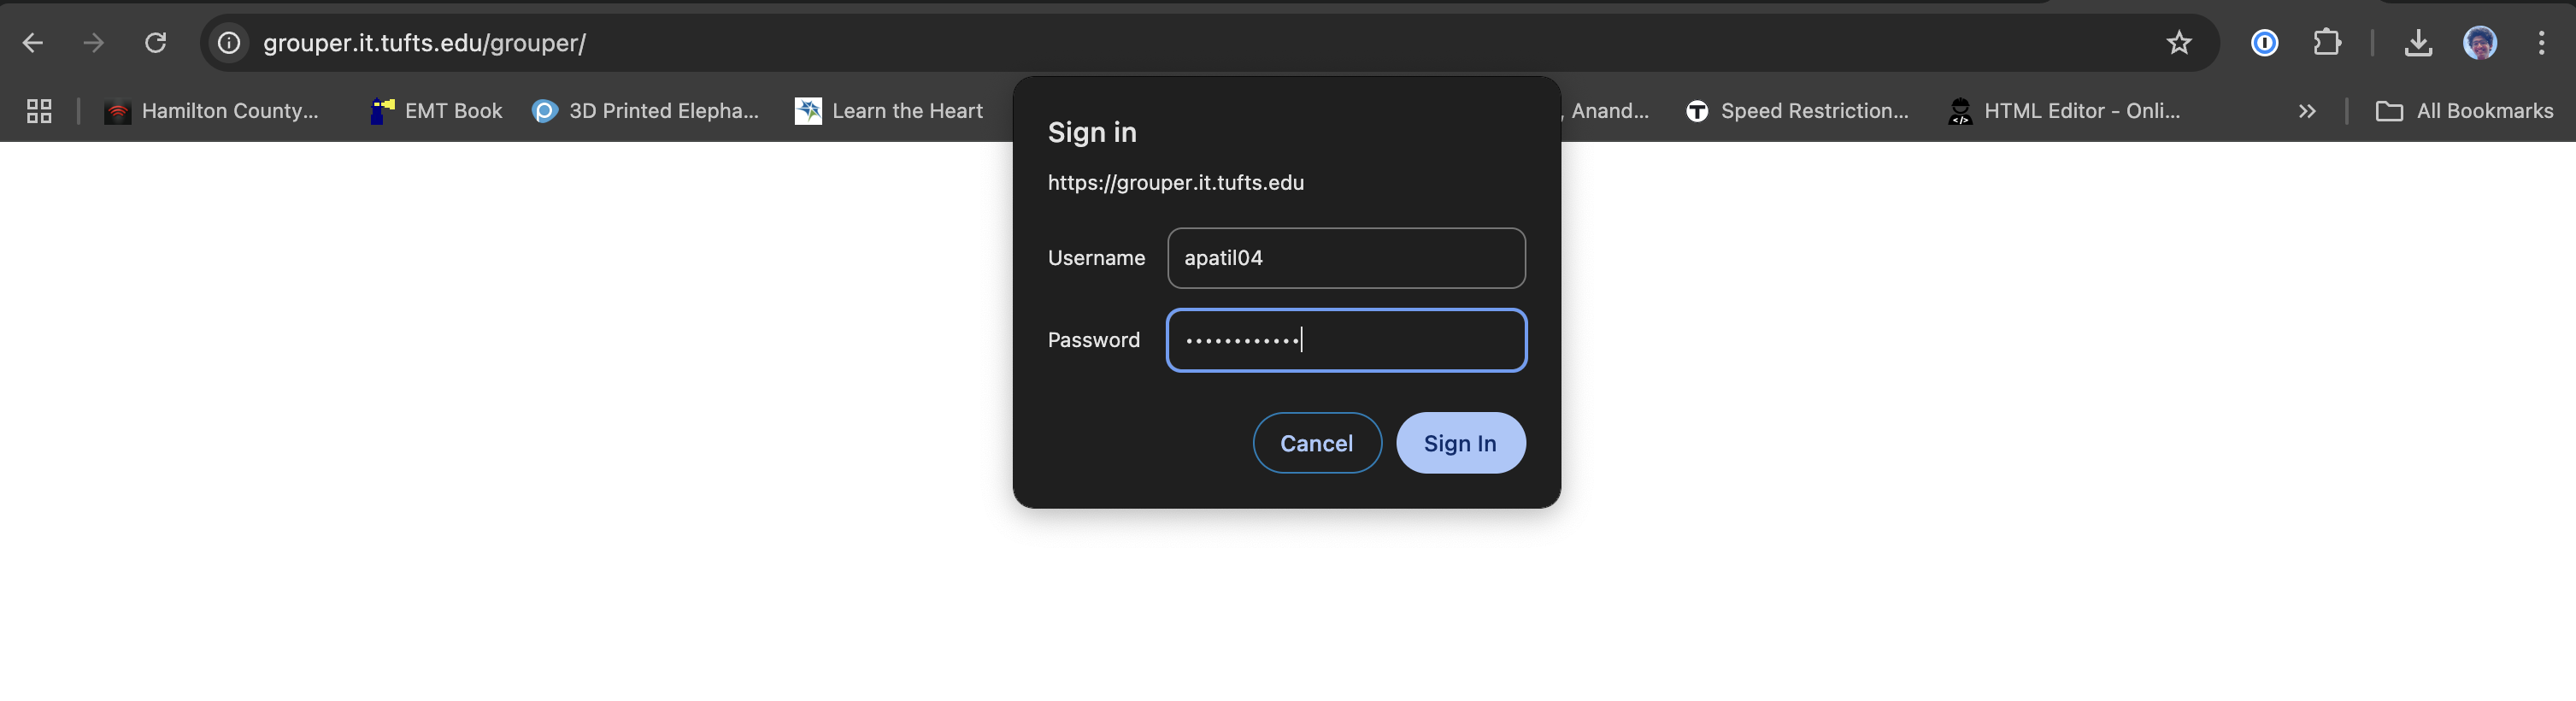 grouper.it.tufts.edu/grouper/
Hamilton County...
EMT Book
3D Printed Elepha...
Learn the Heart
, Anand...
Speed Restriction...
HTML Editor - Onli...
All Bookmarks
Sign in
https://grouper.it.tufts.edu
Username
apatil04
Password
••••••••••••
Cancel
Sign In